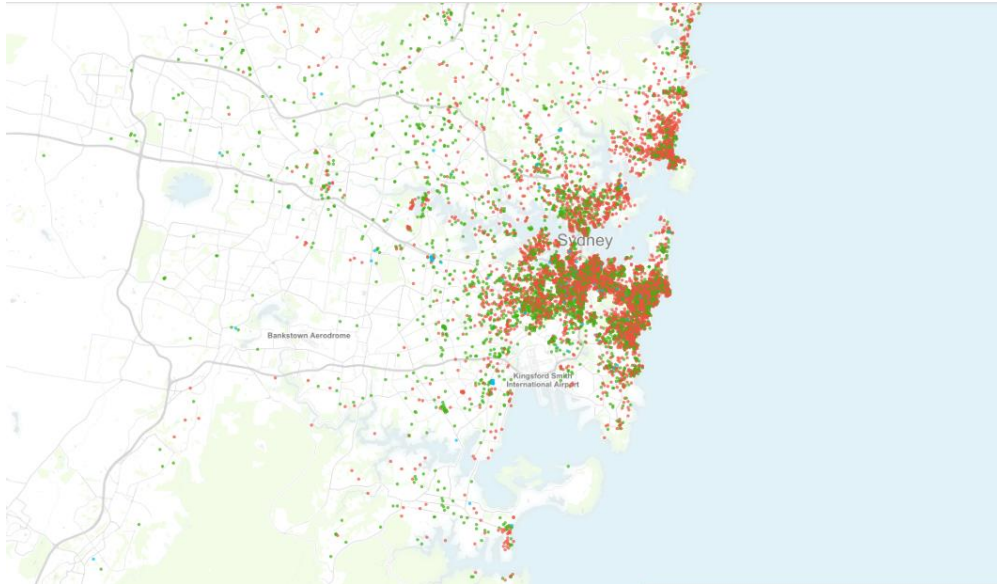 Sydney
Bankstown Aerodrome
Kingsford Smith
International Airport